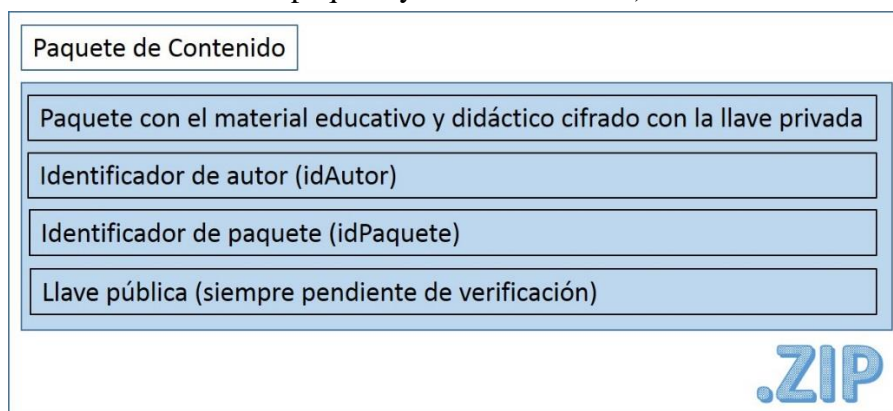 Paquete de Contenido
Paquete con el material educativo y didáctico cifrado con la llave privada
Identificador de autor (idAutor)
Identificador de paquete (idPaquete)
Llave pública (siempre pendiente de verificación)
.ZIP